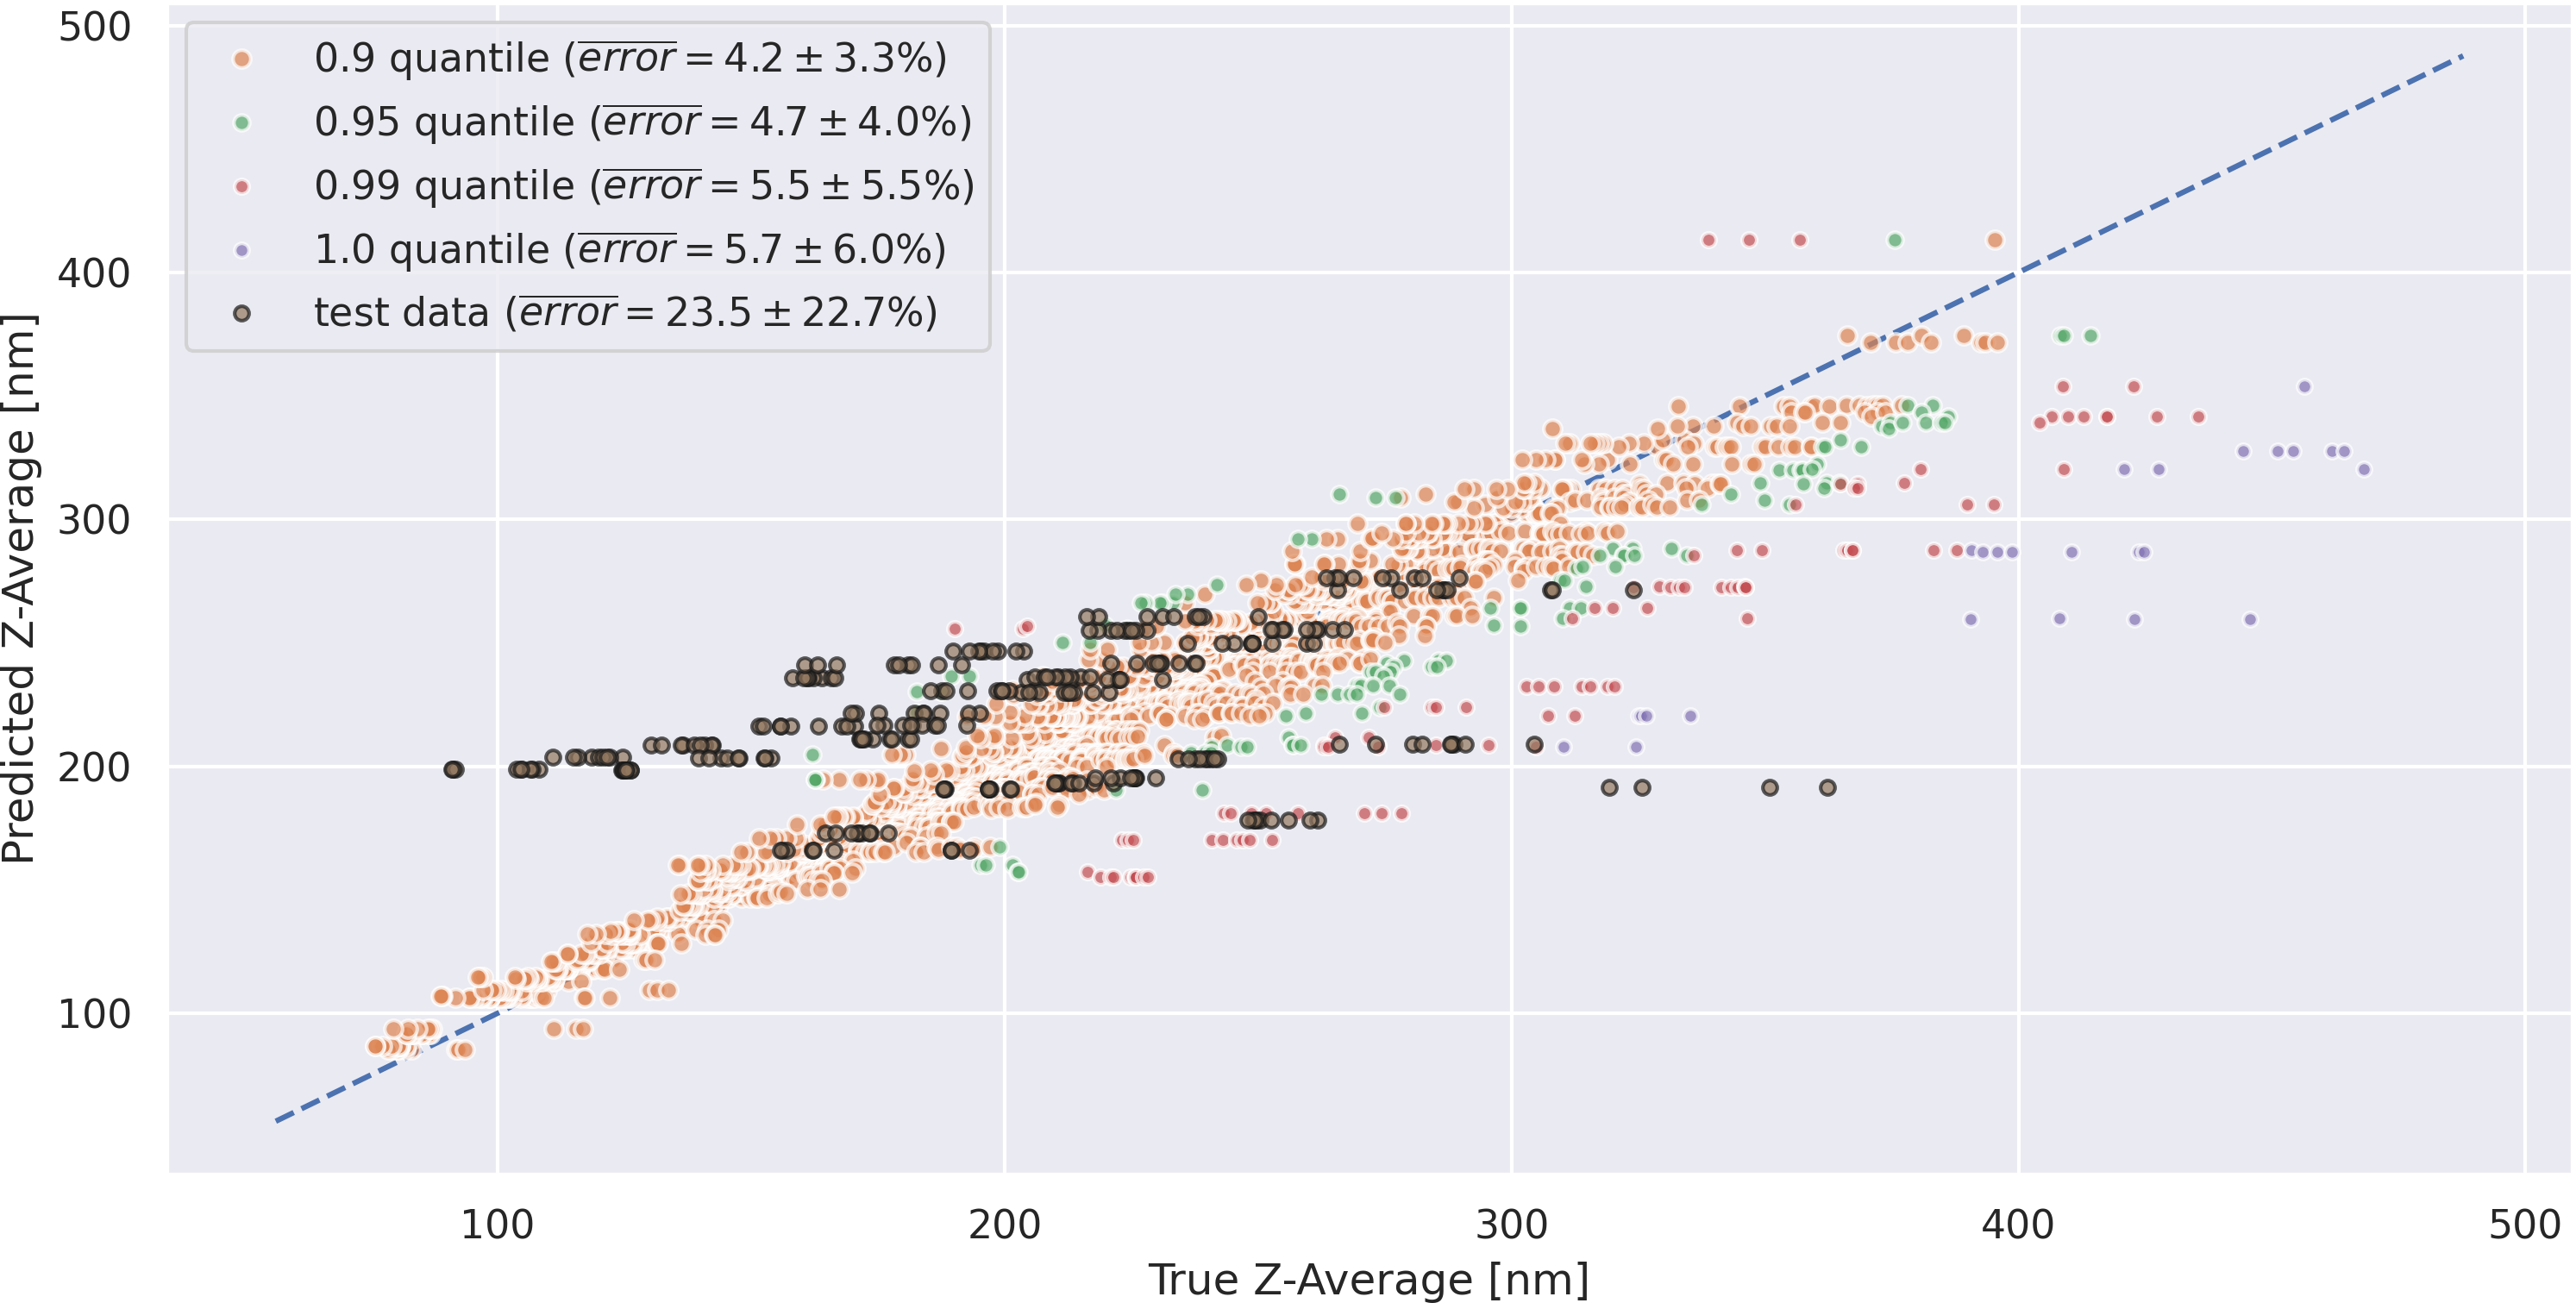 0.9 quantile (error = 4.2 ± 3.3%)
0.95 quantile (error = 4.7 ± 4.0%)
0.99 quantile (error = 5.5 ± 5.5%)
1.0 quantile (error = 5.7 ± 6.0%)
test data (error = 23.5 ± 22.7%)
Predicted Z-Average [nm]
500
400
300
200
100
100 200 300 400 500
True Z-Average [nm]